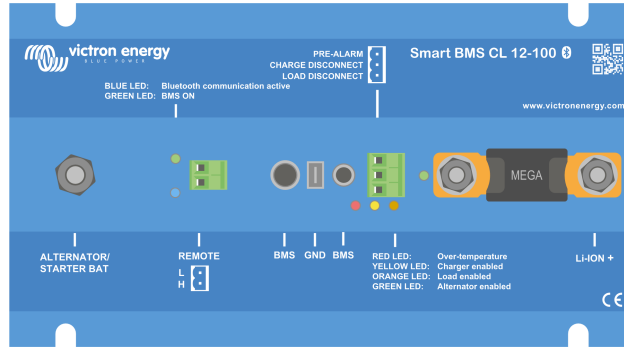 victron energy
BLUE POWER
PRE-ALARM
CHARGE DISCONNECT
LOAD DISCONNECT
Smart BMS CL 12-100
BLUE LED: Bluetooth communication active
GREEN LED: BMS ON
www.victronenergy.com
MEGA
ALTERNATOR/
STARTER BAT
REMOTE
L
H
BMS GND BMS
RED LED: Over-temperature
YELLOW LED: Charger enabled
ORANGE LED: Load enabled
GREEN LED: Alternator enabled
Li-ION +
CE